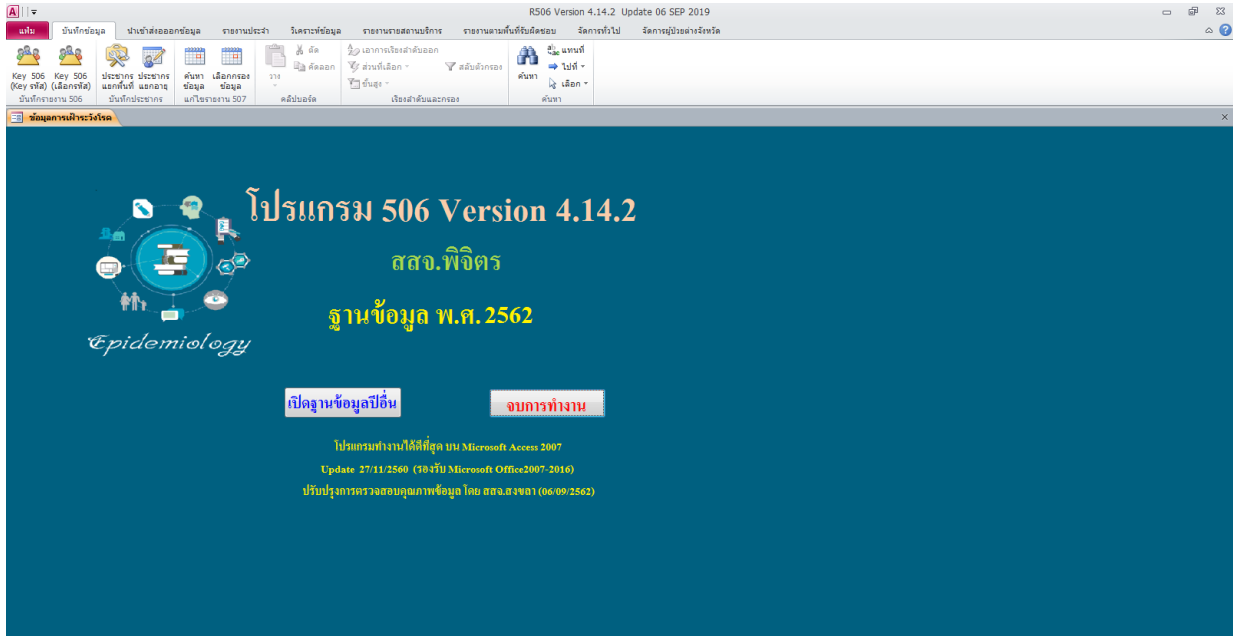 R506 Version 4.14.2 Update 06 SEP 2019
แฟ้ม บันทึกข้อมูล นำเข้าส่งออกข้อมูล รายงานประจำ วิเคราะห์ข้อมูล รายงานรายสถานบริการ รายงานตามพื้นที่รับผิดชอบ จัดการทั่วไป จัดการผู้ป่วยต่างจังหวัด
Key 506 (Key รหัส)
Key 506 (เลือกรหัส)
ประชากร แยกพื้นที่
ประชากร แยกอายุ
ค้นหา ข้อมูล
เลือกกรอง ข้อมูล
วาง
ตัด
คัดลอก
เอาการเรียงลำดับออก
ส่วนที่เลือก
ขั้นสูง
สลับตัวกรอง
ค้นหา
แทนที่
ไปที่
เลือก
บันทึกรายงาน 506 บันทึกประชากร แก้ไขรายงาน 507 คลิปบอร์ด เรียงลำดับและกรอง ค้นหา
ข้อมูลการเฝ้าระวังโรค
โปรแกรม 506 Version 4.14.2
สสจ.พิจิตร
ฐานข้อมูล พ.ศ. 2562
Epidemiology
เปิดฐานข้อมูลปีอื่น จบการทำงาน
โปรแกรมทำงานได้ดีที่สุด บน Microsoft Access 2007
Update 27/11/2560 (รองรับ Microsoft Office2007-2016)
ปรับปรุงการตรวจสอบคุณภาพข้อมูล โดย สสจ.สงขลา (06/09/2562)